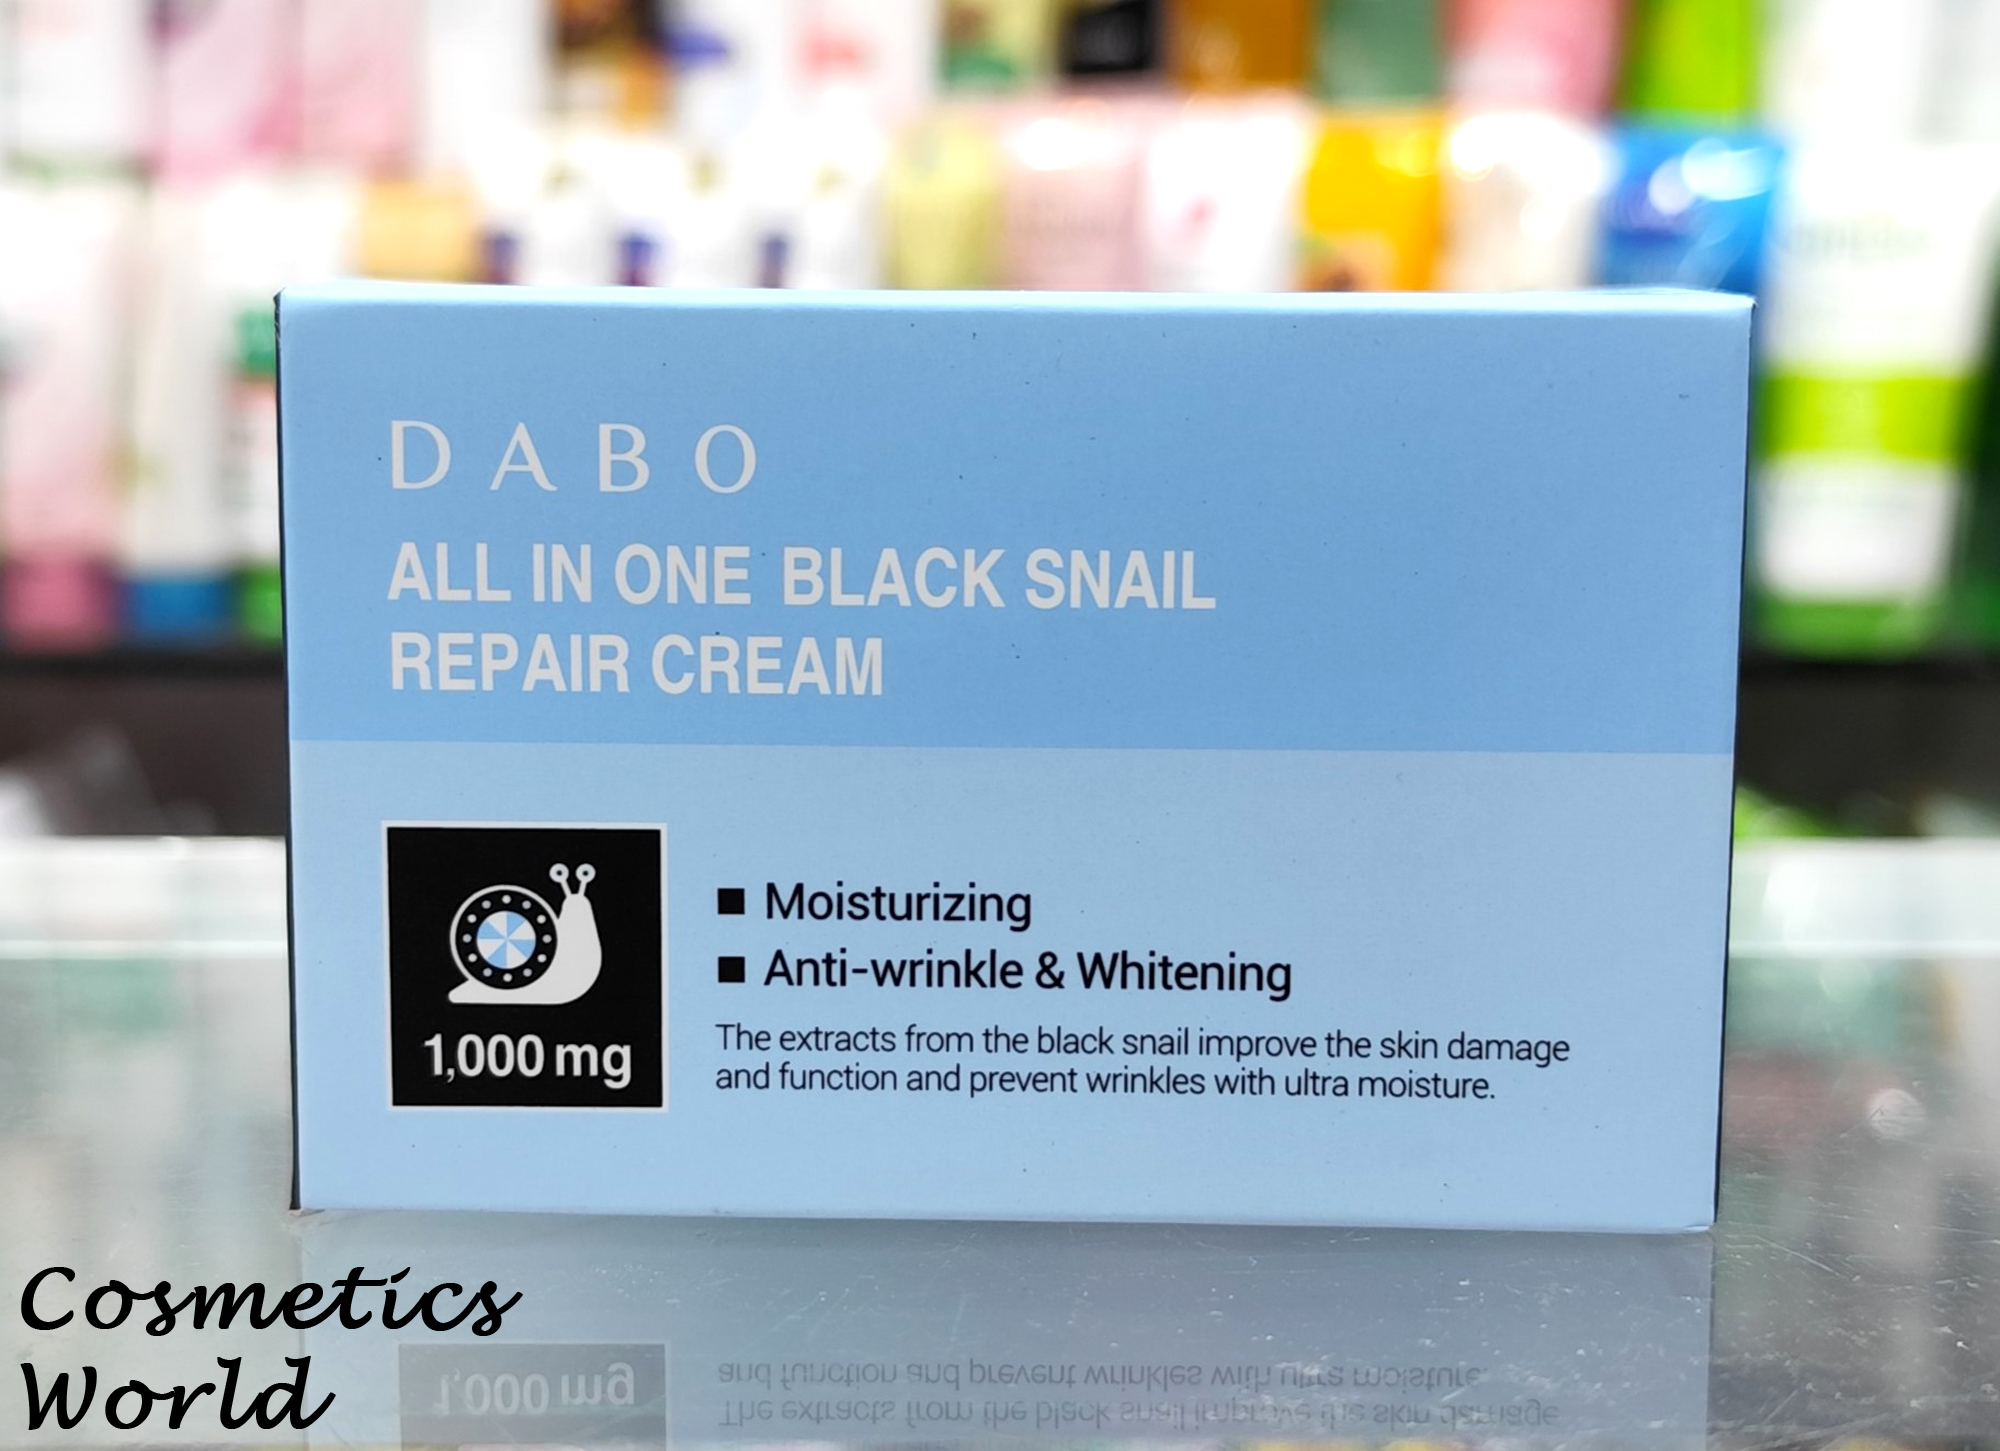 DABO
ALL IN ONE BLACK SNAIL
REPAIR CREAM
1,000 mg
■ Moisturizing
■ Anti-wrinkle & Whitening
The extracts from the black snail improve the skin damage
and function and prevent wrinkles with ultra moisture.
Cosmetics
World